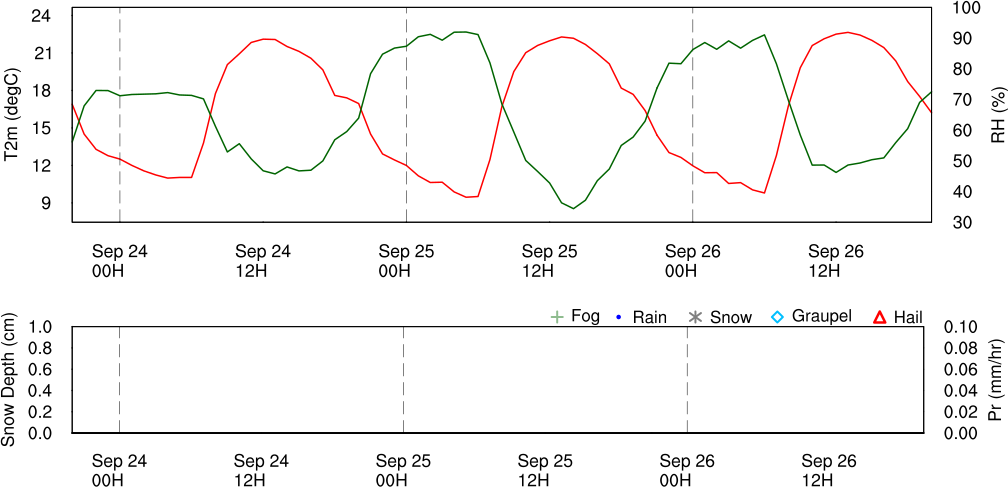 24
21
18
15
12
9
T2m (degC)
100
90
80
70
60
50
40
30
RH (%)
Sep 24 Sep 24 Sep 25 Sep 25 Sep 26 Sep 26
00H 12H 00H 12H 00H 12H
Fog Rain Snow Graupel Hail
1.0
0.8
0.6
0.4
0.2
0.0
Snow Depth (cm)
0.10
0.08
0.06
0.04
0.02
0.00
Pr (mm/hr)
Sep 24 Sep 24 Sep 25 Sep 25 Sep 26 Sep 26
00H 12H 00H 12H 00H 12H